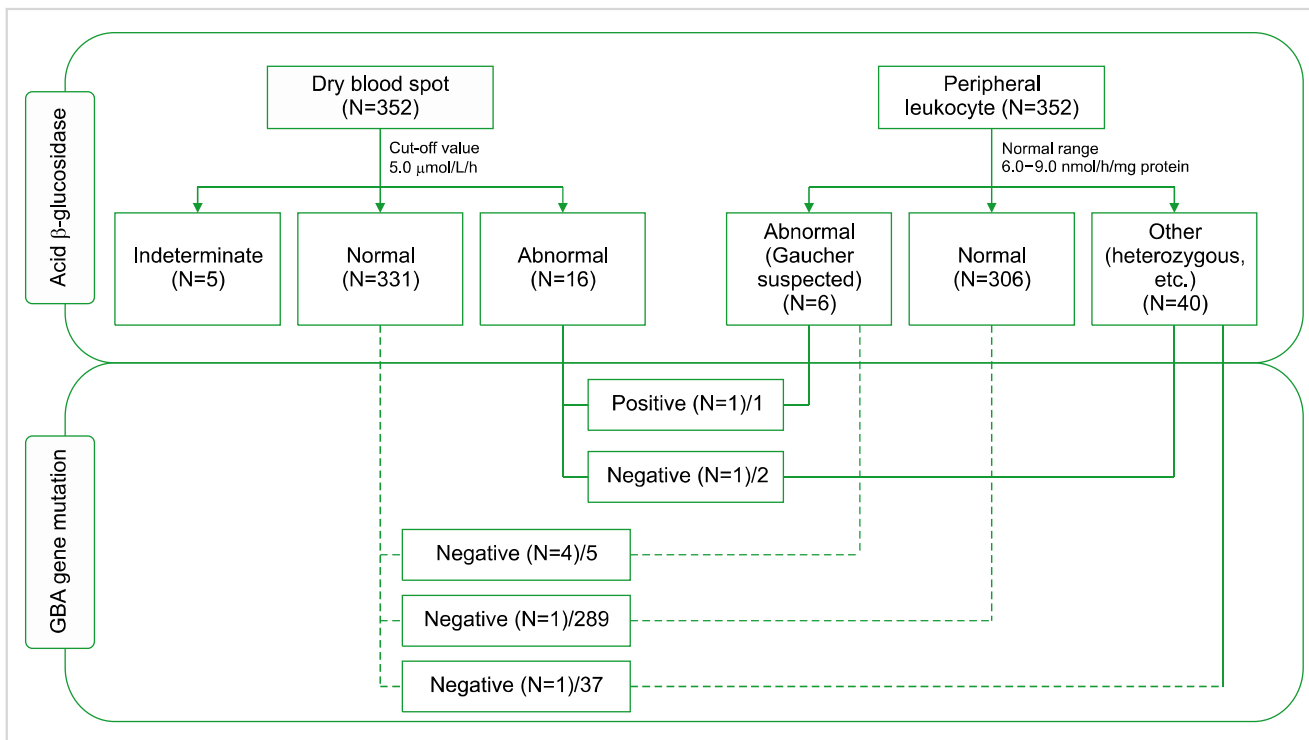 Acid β-glucosidase
Dry blood spot
(N=352)
Cut-off value
5.0 μmol/L/h
Indeterminate
(N=5)
Normal
(N=331)
Abnormal
(N=16)
Peripheral
leukocyte (N=352)
Normal range
6.0−9.0 nmol/h/mg protein
Abnormal
(Gaucher
suspected)
(N=6)
Normal
(N=306)
Other
(heterozygous,
etc.)
(N=40)
GBA gene mutation
Positive (N=1)/1
Negative (N=1)/2
Negative (N=4)/5
Negative (N=1)/289
Negative (N=1)/37